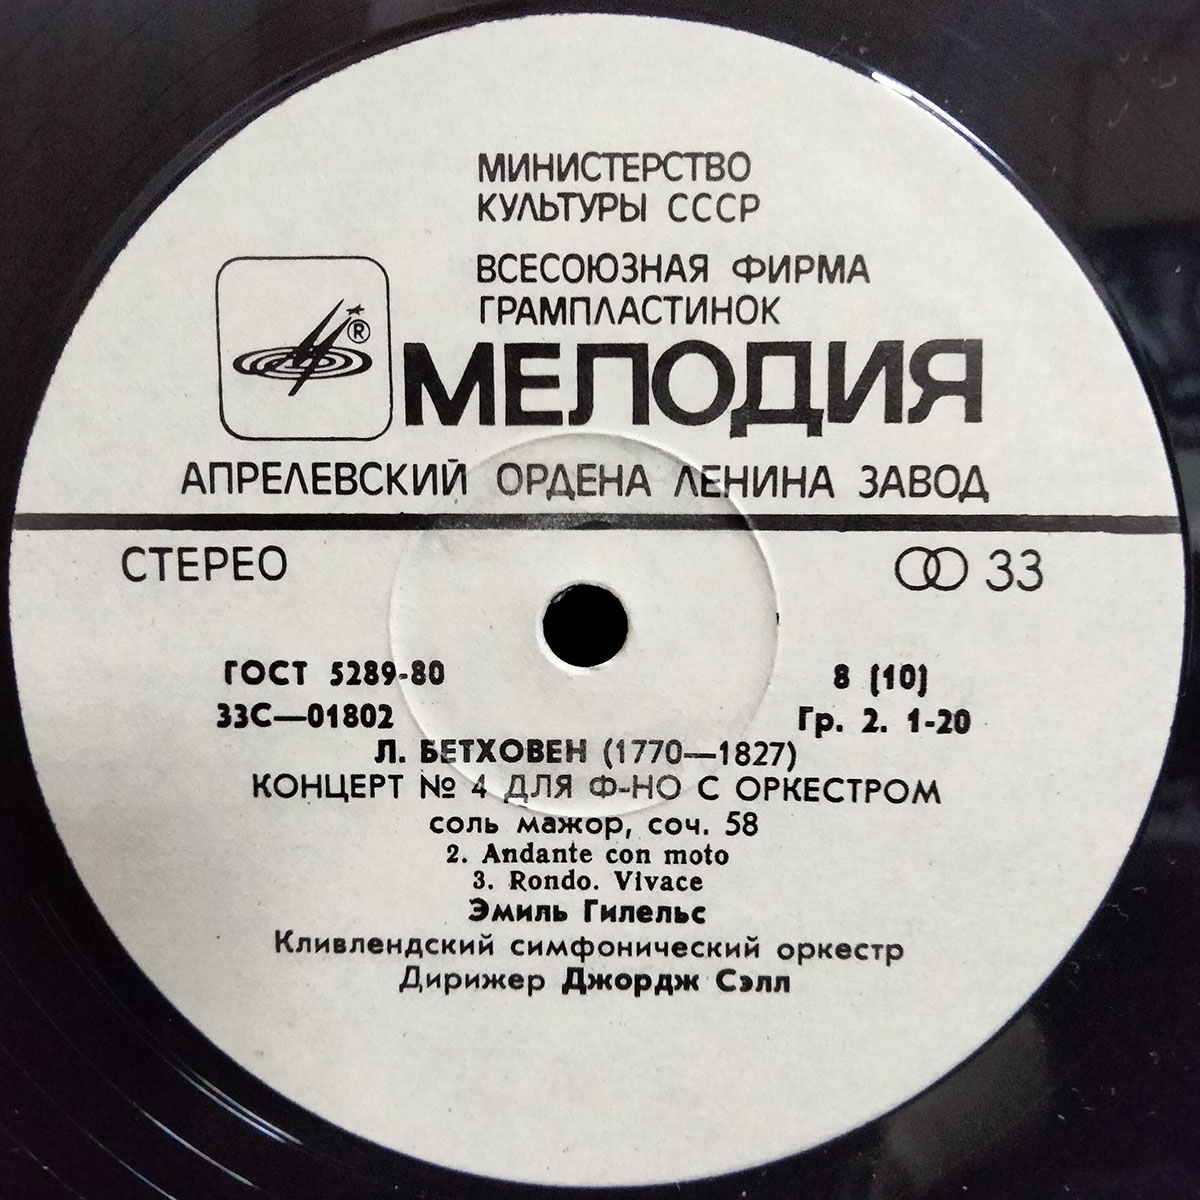 МИНИСТЕРСТВО
КУЛЬТУРЫ СССР
ВСЕСОЮЗНАЯ ФИРМА
ГРАМПЛАСТИНОК
®
МЕЛОДИЯ
АПРЕЛЕВСКИЙ ОРДЕНА ЛЕНИНА ЗАВОД
СТЕРЕО 33
ГОСТ 5289-80 8 (10)
33С—01802 Гр. 2. 1-20
Л. БЕТХОВЕН (1770—1827)
КОНЦЕРТ № 4 ДЛЯ Ф-НО С ОРКЕСТРОМ
соль мажор, соч. 58
2. Andante con moto
3. Rondo. Vivace
Эмиль Гилельс
Кливлендский симфонический оркестр
Дирижер Джордж Сэлл